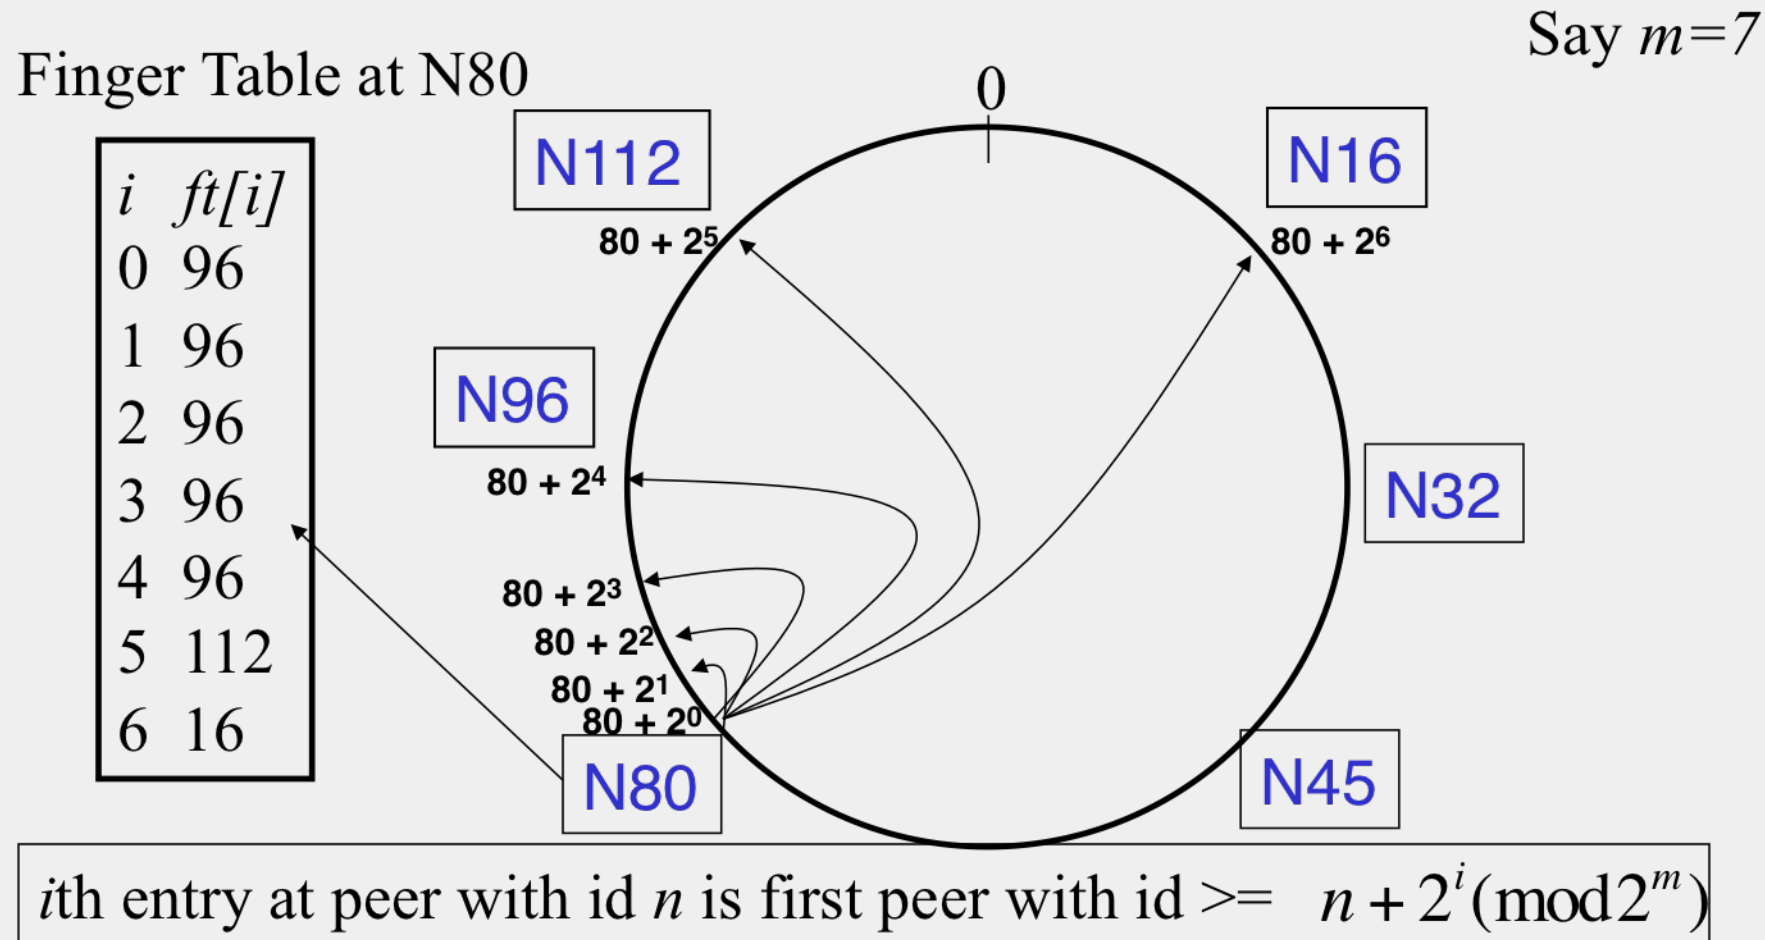 Say m=7
Finger Table at N80
0
N112
N16
i ft[i]
0 96
1 96
2 96
3 96
4 96
5 112
6 16
80 + 2⁵
80 + 2⁶
N96
80 + 2⁴
N32
80 + 2³
80 + 2²
80 + 2¹
80 + 2⁰
N80
N45
ith entry at peer with id n is first peer with id >= n + 2ⁱ(mod2ᵐ)